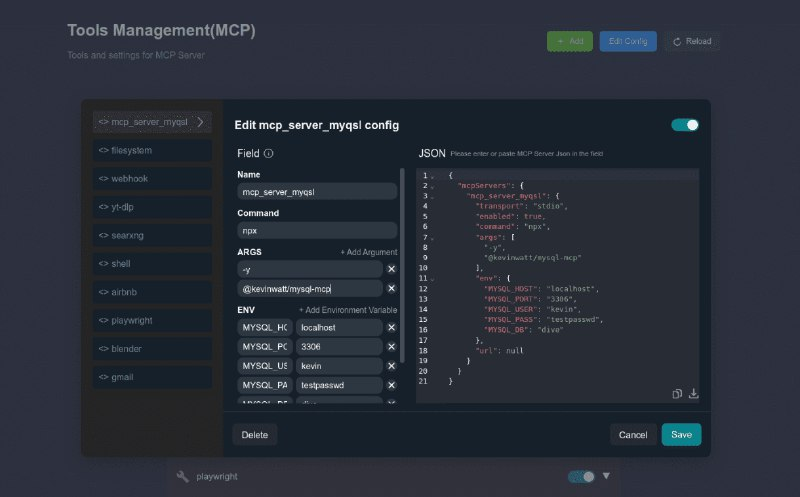 Tools Management(MCP)
Tools and settings for MCP Server
+ Add
Edit Config
Reload
<> mcp_server_myqsl
<> filesystem
<> webhook
<> yt-dlp
<> searxng
<> shell
<> airbnb
<> playwright
<> blender
<> gmail
Edit mcp_server_myqsl config
Field
Name
mcp_server_myqsl
Command
npx
ARGS + Add Argument
-y
@kevinwatt/mysql-mcp
ENV + Add Environment Variable
MYSQL_HO localhost
MYSQL_PO 3306
MYSQL_US kevin
MYSQL_PA testpasswd
JSON Please enter or paste MCP Server Json in the field
1 {
2 "mcpServers": {
3 "mcp_server_myqsl": {
4 "transport": "stdio",
5 "enabled": true,
6 "command": "npx",
7 "args": [
8 "-y",
9 "@kevinwatt/mysql-mcp"
10 ],
11 "env": {
12 "MYSQL_HOST": "localhost",
13 "MYSQL_PORT": "3306",
14 "MYSQL_USER": "kevin",
15 "MYSQL_PASS": "testpasswd",
16 "MYSQL_DB": "dive"
17 },
18 "url": null
19 }
20 }
21 }
Delete
Cancel
Save
playwright